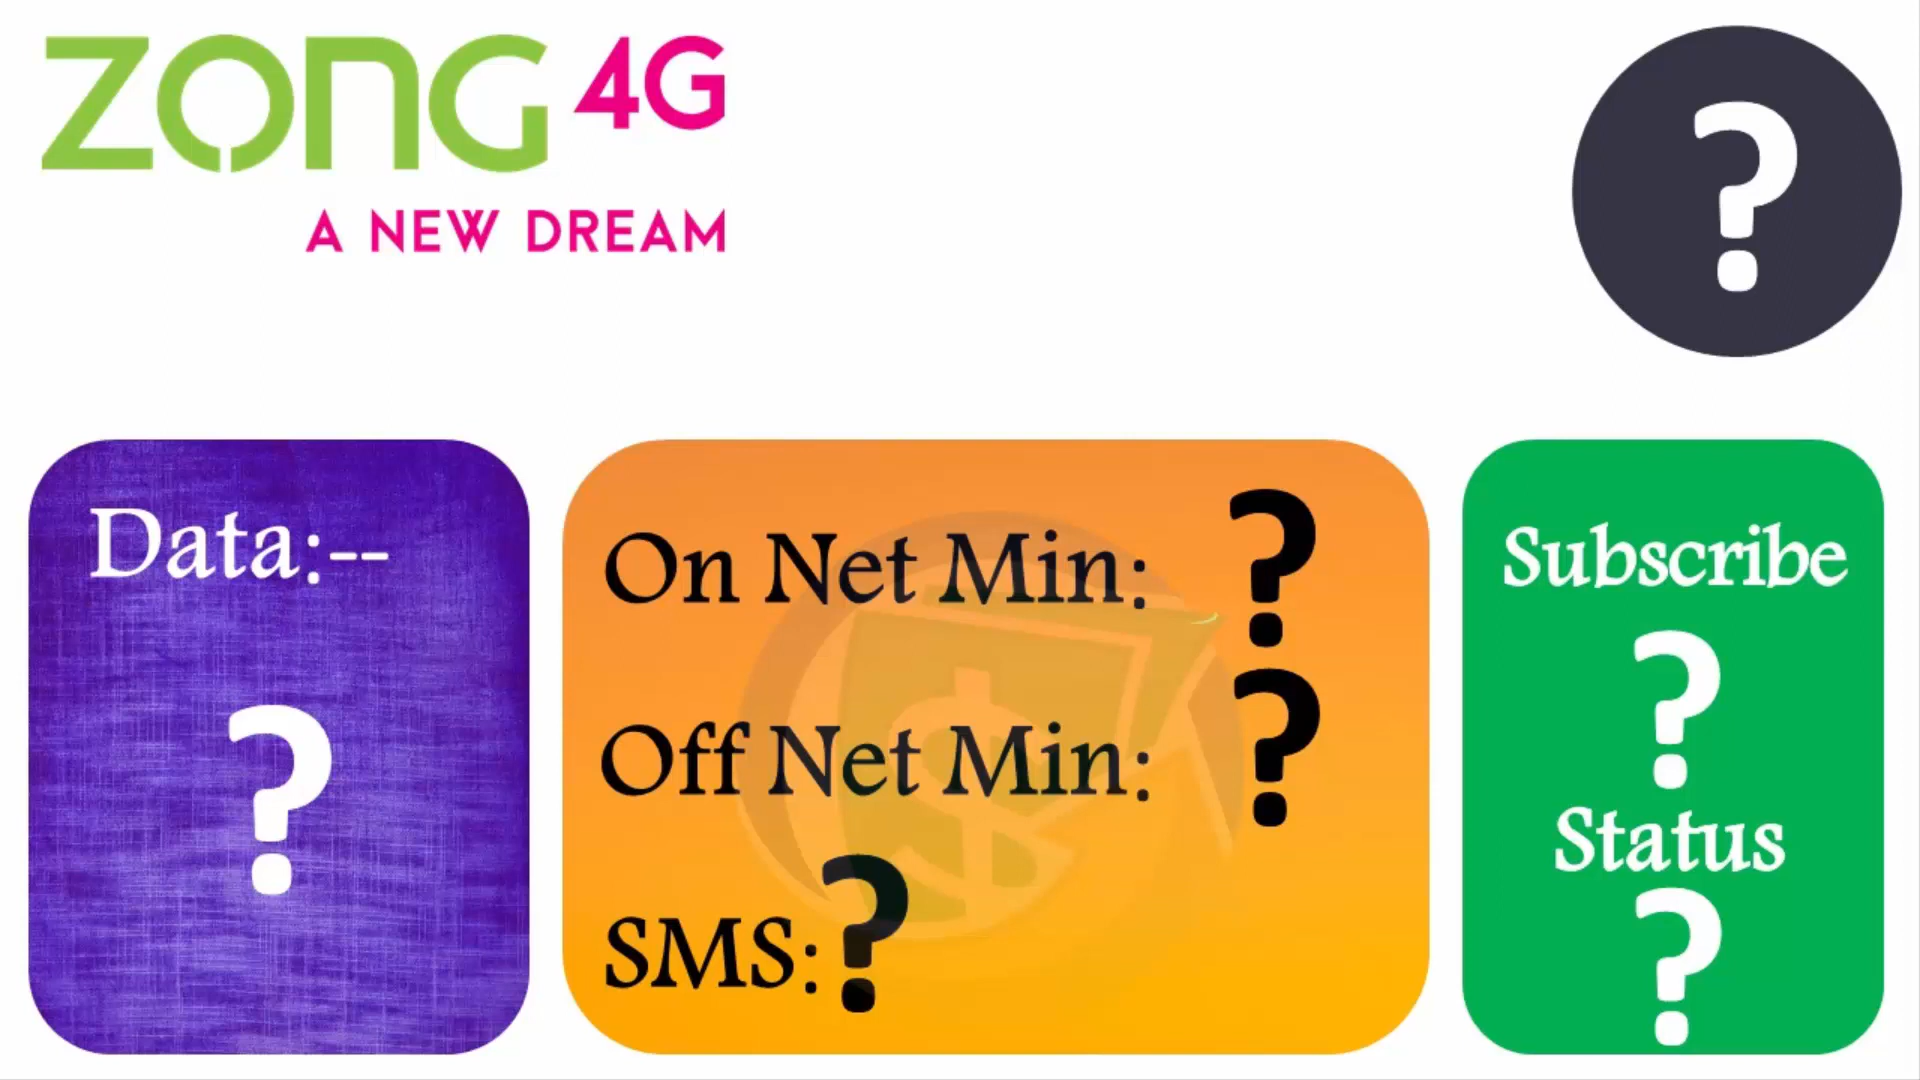 ZONG 4G
A NEW DREAM
?
Data:--
?
On Net Min: ?
Off Net Min: ?
SMS:?
Subscribe
?
Status
?